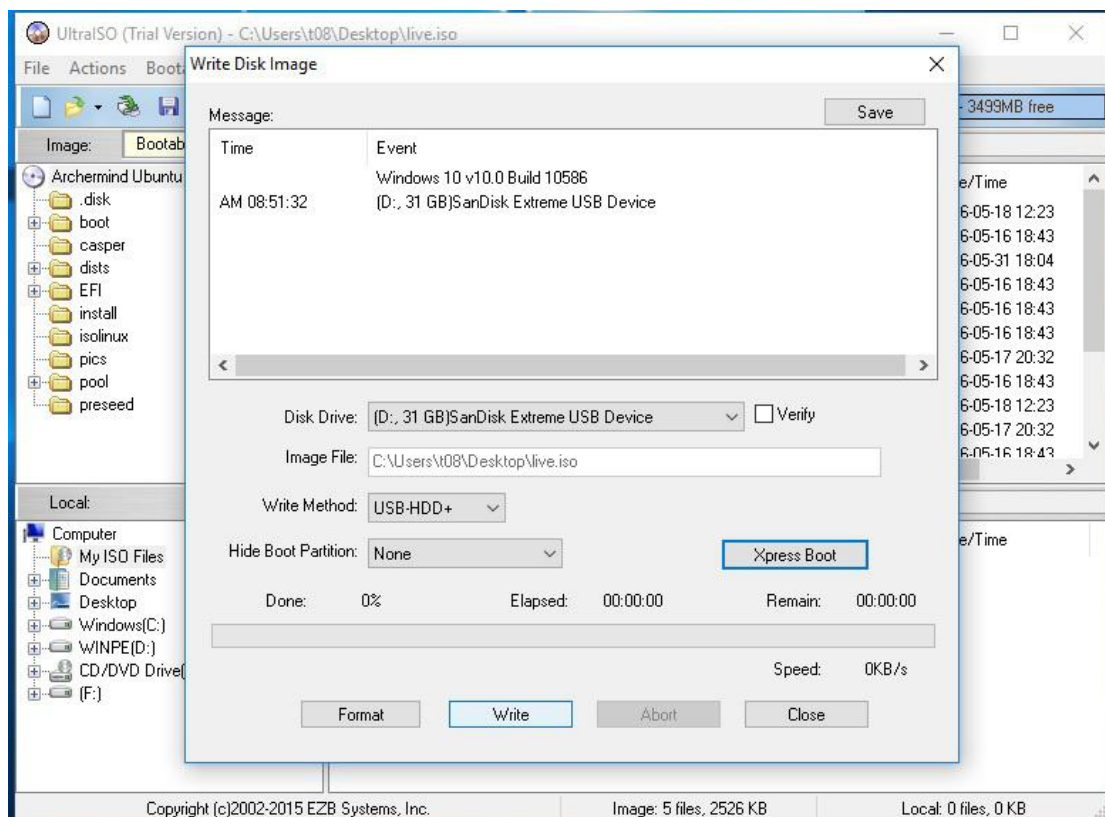 UltraISO (Trial Version) - C:\Users\t08\Desktop\live.iso
File Actions Boota
Write Disk Image
- 3499MB free
Message:
Save
Image:
Bootab
Time Event
Windows 10 v10.0 Build 10586
AM 08:51:32 (D:, 31 GB)SanDisk Extreme USB Device
Archermind Ubuntu
.disk
boot
casper
dists
EFI
install
isolinux
pics
pool
preseed
e/Time
6-05-18 12:23
6-05-16 18:43
6-05-31 18:04
6-05-16 18:43
6-05-16 18:43
6-05-16 18:43
6-05-17 20:32
6-05-16 18:43
6-05-18 12:23
6-05-17 20:32
6-05-16 18:43
Disk Drive: (D:, 31 GB)SanDisk Extreme USB Device Verify
Image File: C:\Users\t08\Desktop\live.iso
Write Method: USB-HDD+
Hide Boot Partition: None Xpress Boot
Done: 0% Elapsed: 00:00:00 Remain: 00:00:00
Speed: 0KB/s
Format Write Abort Close
Local:
Computer
My ISO Files
Documents
Desktop
Windows(C:)
WINPE(D:)
CD/DVD Drive(
(F:)
e/Time
Copyright (c)2002-2015 EZB Systems, Inc. Image: 5 files, 2526 KB Local: 0 files, 0 KB